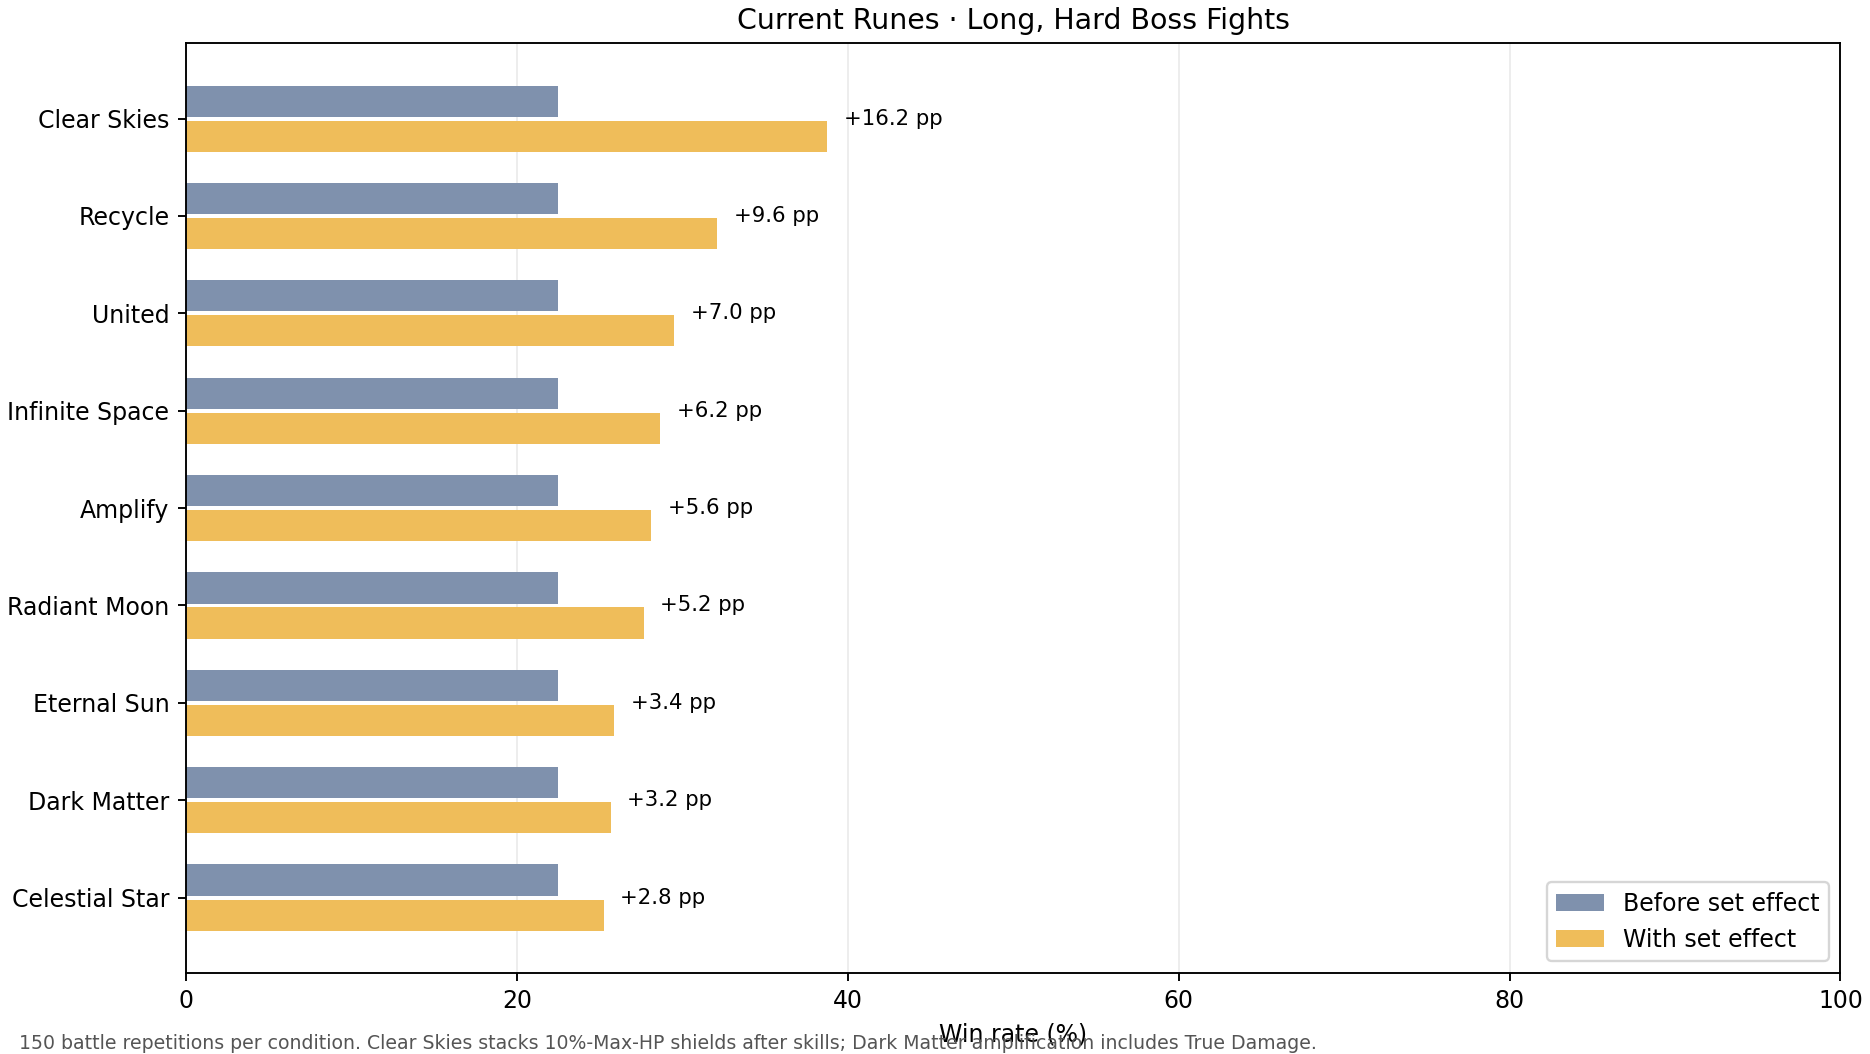 Current Runes · Long, Hard Boss Fights
Clear Skies
+16.2 pp
Recycle
+9.6 pp
United
+7.0 pp
Infinite Space
+6.2 pp
Amplify
+5.6 pp
Radiant Moon
+5.2 pp
Eternal Sun
+3.4 pp
Dark Matter
+3.2 pp
Celestial Star
+2.8 pp
Before set effect
With set effect
0 20 40 60 80 100
Win rate (%)
150 battle repetitions per condition. Clear Skies stacks 10%-Max-HP shields after skills; Dark Matter amplification includes True Damage.